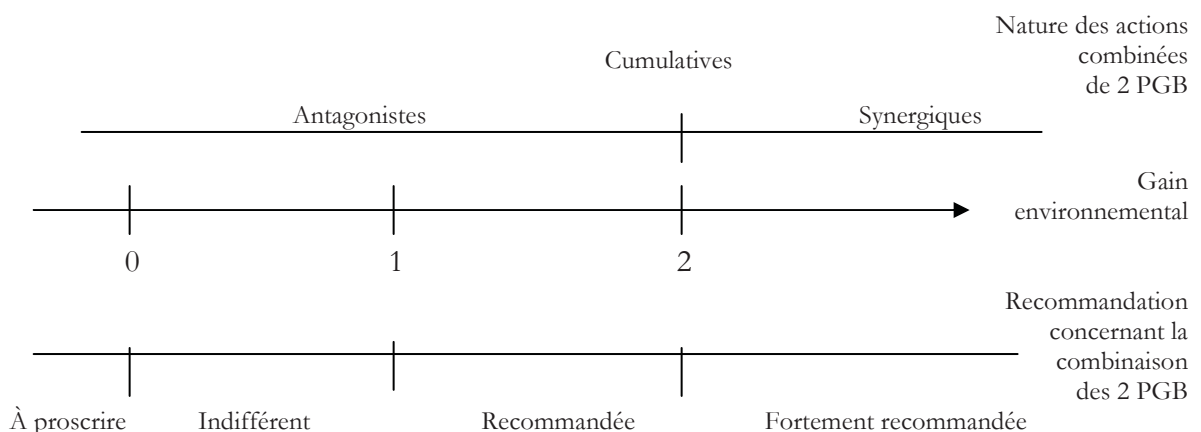 Nature des actions
combinées
de 2 PGB
Cumulatives
Antagonistes
Synergiques
Gain
environnemental
0 1 2
Recommandation
concernant la
combinaison
des 2 PGB
À proscrire Indifférent Recommandée Fortement recommandée